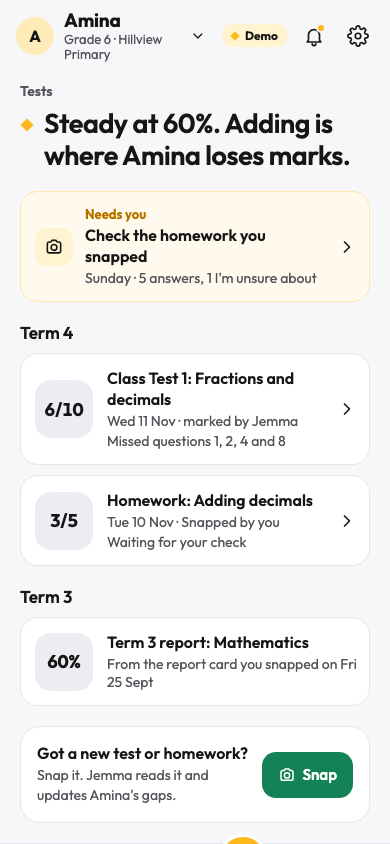 A
Amina
Grade 6 · Hillview
Primary
Demo
Tests
Steady at 60%. Adding is
where Amina loses marks.
Needs you
Check the homework you
snapped
Sunday · 5 answers, 1 I'm unsure about
Term 4
6/10
Class Test 1: Fractions and
decimals
Wed 11 Nov · marked by Jemma
Missed questions 1, 2, 4 and 8
3/5
Homework: Adding decimals
Tue 10 Nov · Snapped by you
Waiting for your check
Term 3
60%
Term 3 report: Mathematics
From the report card you snapped on Fri
25 Sept
Got a new test or homework?
Snap it. Jemma reads it and
updates Amina's gaps.
Snap